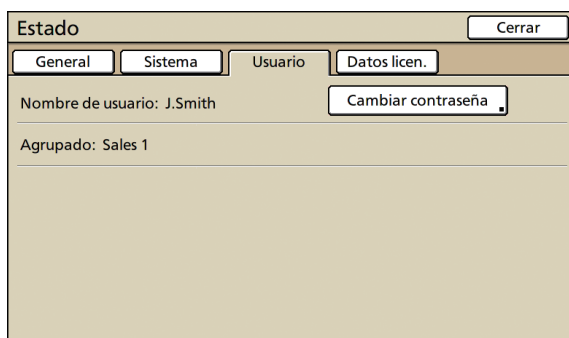 Estado Cerrar
General Sistema Usuario Datos licen.
Nombre de usuario: J.Smith Cambiar contraseña
Agrupado: Sales 1